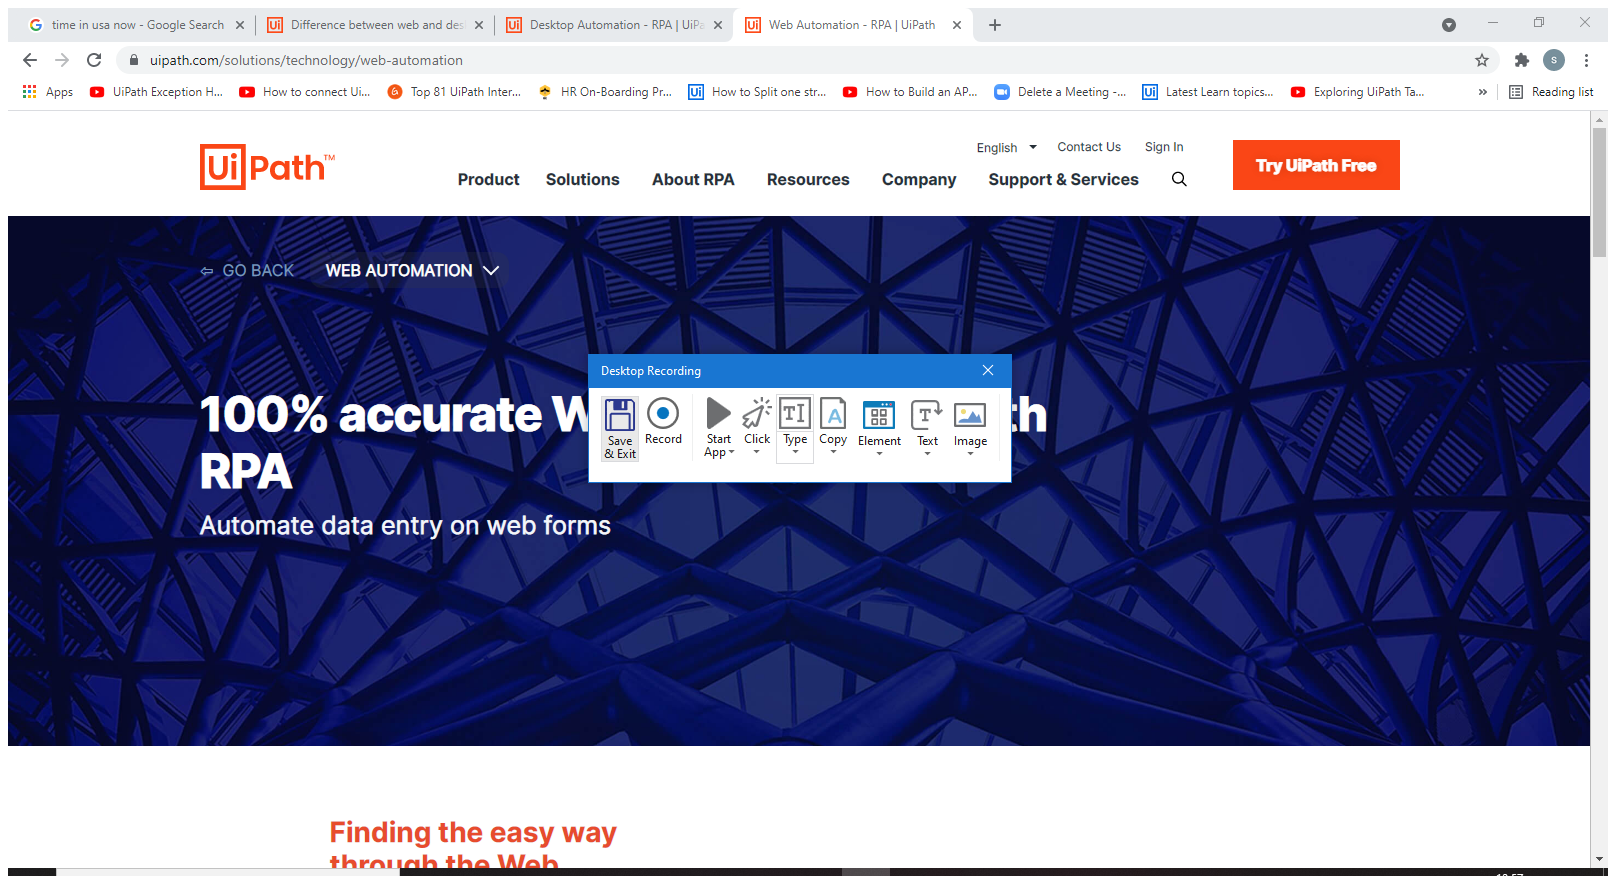 time in usa now - Google Search
Difference between web and des
Desktop Automation - RPA | UiPa
Web Automation - RPA | UiPath
uipath.com/solutions/technology/web-automation
S
Apps
UiPath Exception H...
How to connect Ui...
Top 81 UiPath Inter...
HR On-Boarding Pr...
How to Split one str...
How to Build an AP...
Delete a Meeting -...
Latest Learn topics...
Exploring UiPath Ta...
»
Reading list
English
Contact Us
Sign In
UiPath™
Product
Solutions
About RPA
Resources
Company
Support & Services
Try UiPath Free
GO BACK
WEB AUTOMATION
Desktop Recording
Save & Exit
Record
Start App
Click
Type
Copy
Element
Text
Image
100% accurate W
th
RPA
Automate data entry on web forms
Finding the easy way
through the Web